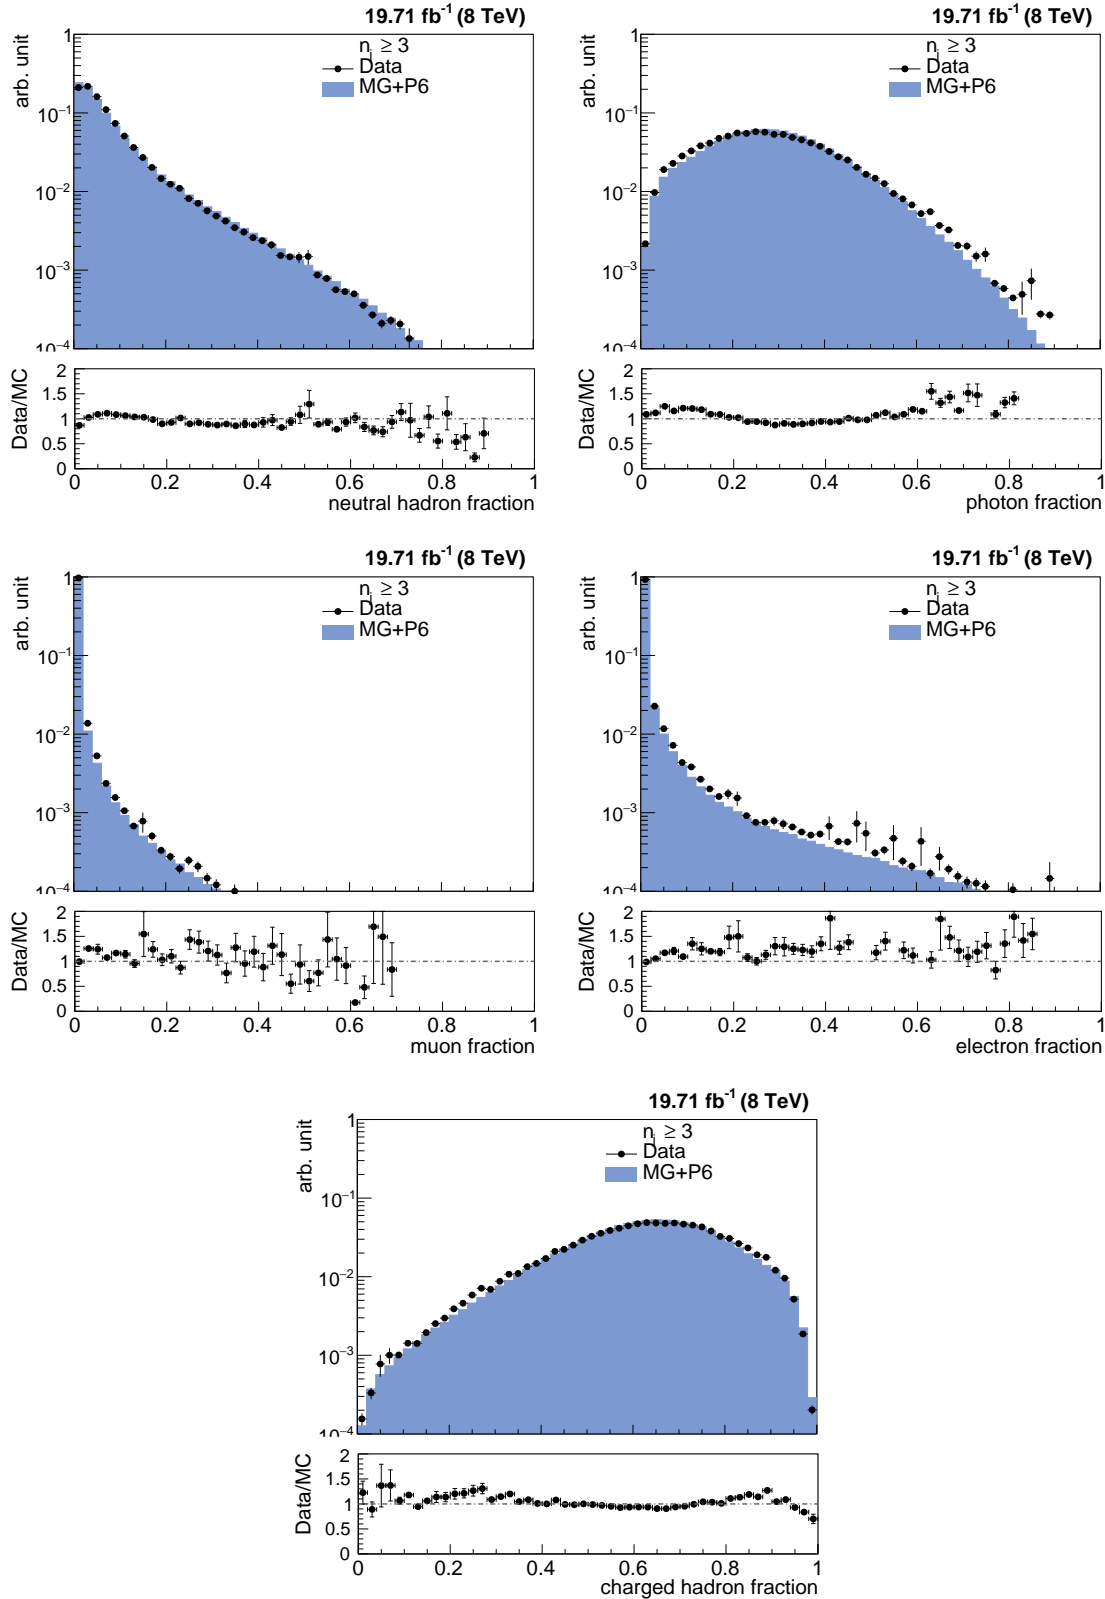 19.71 fb⁻¹ (8 TeV)
arb. unit
n_j ≥ 3
Data
MG+P6
1
10⁻¹
10⁻²
10⁻³
10⁻⁴
Data/MC
2
1.5
1
0.5
0
0 0.2 0.4 0.6 0.8 1
neutral hadron fraction
19.71 fb⁻¹ (8 TeV)
arb. unit
n_j ≥ 3
Data
MG+P6
1
10⁻¹
10⁻²
10⁻³
10⁻⁴
Data/MC
2
1.5
1
0.5
0
0 0.2 0.4 0.6 0.8 1
photon fraction
19.71 fb⁻¹ (8 TeV)
arb. unit
n_j ≥ 3
Data
MG+P6
1
10⁻¹
10⁻²
10⁻³
10⁻⁴
Data/MC
2
1.5
1
0.5
0
0 0.2 0.4 0.6 0.8 1
muon fraction
19.71 fb⁻¹ (8 TeV)
arb. unit
n_j ≥ 3
Data
MG+P6
1
10⁻¹
10⁻²
10⁻³
10⁻⁴
Data/MC
2
1.5
1
0.5
0
0 0.2 0.4 0.6 0.8 1
electron fraction
19.71 fb⁻¹ (8 TeV)
arb. unit
n_j ≥ 3
Data
MG+P6
1
10⁻¹
10⁻²
10⁻³
10⁻⁴
Data/MC
2
1.5
1
0.5
0
0 0.2 0.4 0.6 0.8 1
charged hadron fraction